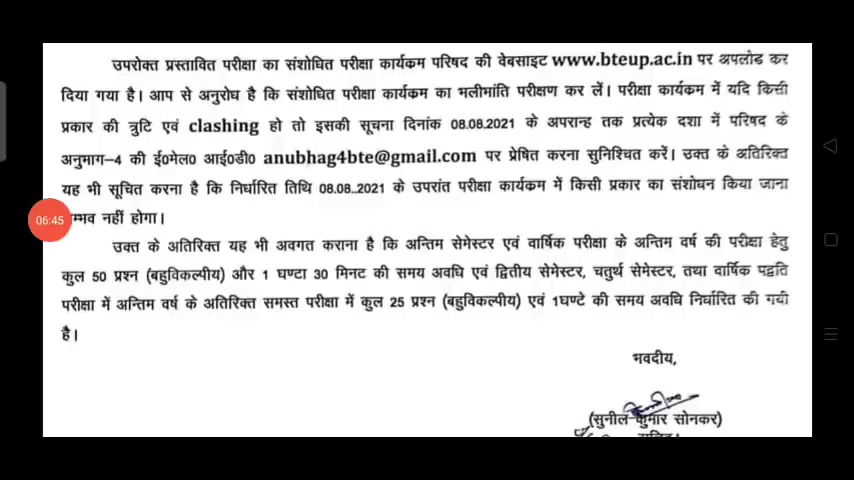 उपरोक्त प्रस्तावित परीक्षा का संशोधित परीक्षा कार्यक्रम परिषद की वेबसाइट www.bteup.ac.in पर अपलोड कर
दिया गया है। आप से अनुरोध है कि संशोधित परीक्षा कार्यक्रम का भलीभांति परीक्षण कर लें। परीक्षा कार्यक्रम में यदि किसी
प्रकार की त्रुटि एवं clashing हो तो इसकी सूचना दिनांक 08.08.2021 के अपरान्ह तक प्रत्येक दशा में परिषद के
अनुभाग-4 की ई0मेल0 आई0डी0 anubhag4bte@gmail.com पर प्रेषित करना सुनिश्चित करें। उक्त के अतिरिक्त
यह भी सूचित करना है कि निर्धारित तिथि 08.08..2021 के उपरांत परीक्षा कार्यक्रम में किसी प्रकार का संशोधन किया जाना
06:45
म्भव नहीं होगा।
उक्त के अतिरिक्त यह भी अवगत कराना है कि अन्तिम सेमेस्टर एवं वार्षिक परीक्षा के अन्तिम वर्ष की परीक्षा हेतु
कुल 50 प्रश्न (बहुविकल्पीय) और 1 घण्टा 30 मिनट की समय अवधि एवं द्वितीय सेमेस्टर, चतुर्थ सेमेस्टर, तथा वार्षिक पद्वति
परीक्षा में अन्तिम वर्ष के अतिरिक्त समस्त परीक्षा में कुल 25 प्रश्न (बहुविकल्पीय) एवं 1घण्टे की समय अवधि निर्धारित की गयी
है।
भवदीय,
(सुनील कुमार सोनकर)